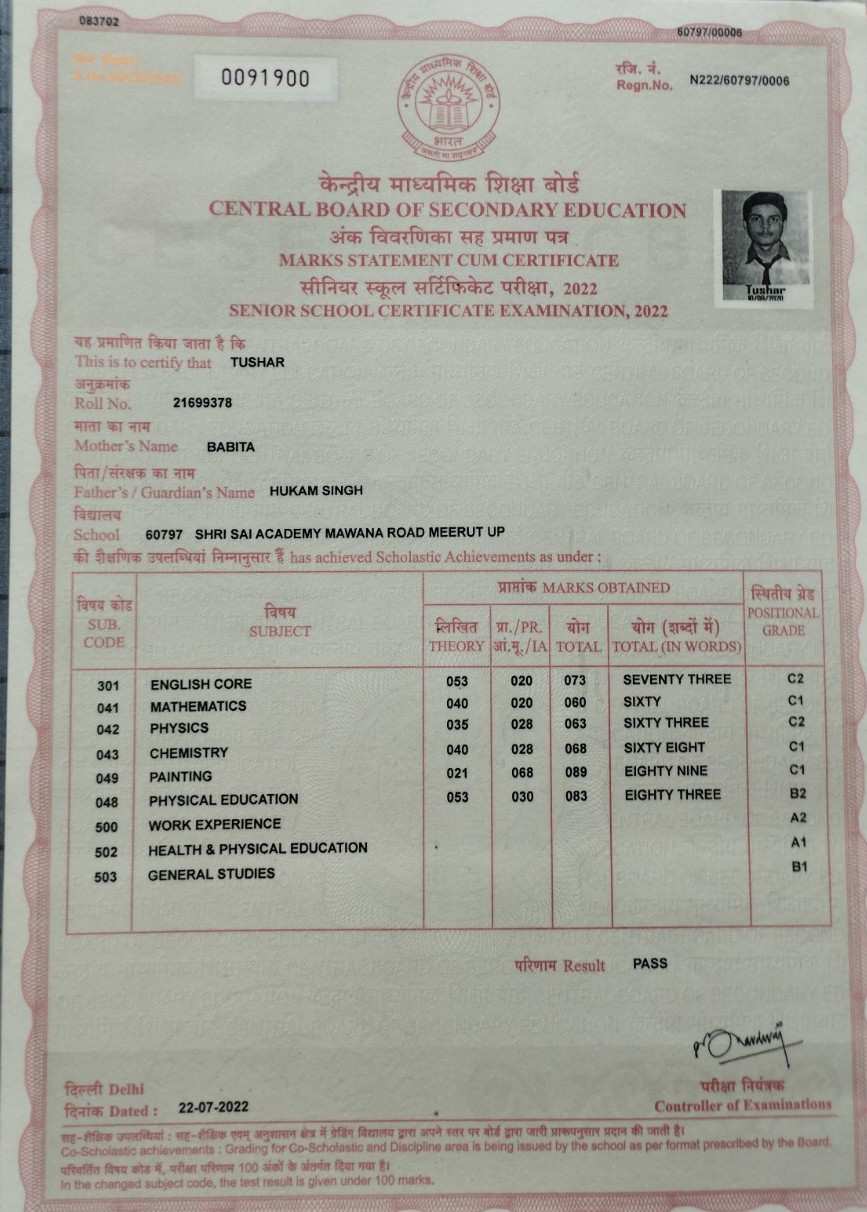 083702
60797/00006
0091900
रजि. नं.
Regn.No. N222/60797/0006
केन्द्रीय माध्यमिक शिक्षा बोर्ड
भारत
केन्द्रीय माध्यमिक शिक्षा बोर्ड
CENTRAL BOARD OF SECONDARY EDUCATION
अंक विवरणिका सह प्रमाण पत्र
MARKS STATEMENT CUM CERTIFICATE
सीनियर स्कूल सर्टिफिकेट परीक्षा, 2022
SENIOR SCHOOL CERTIFICATE EXAMINATION, 2022
Tushar
यह प्रमाणित किया जाता है कि
This is to certify that TUSHAR
अनुक्रमांक
Roll No. 21699378
माता का नाम
Mother's Name BABITA
पिता/संरक्षक का नाम
Father's / Guardian's Name HUKAM SINGH
विद्यालय
School 60797 SHRI SAI ACADEMY MAWANA ROAD MEERUT UP
की शैक्षणिक उपलब्धियां निम्नानुसार हैं has achieved Scholastic Achievements as under :
विषय कोड SUB. CODE विषय SUBJECT प्राप्तांक MARKS OBTAINED स्थितीय ग्रेड POSITIONAL GRADE
लिखित THEORY प्रा./PR. आं.मू./IA योग TOTAL योग (शब्दों में) TOTAL (IN WORDS)
301 ENGLISH CORE 053 020 073 SEVENTY THREE C2
041 MATHEMATICS 040 020 060 SIXTY C1
042 PHYSICS 035 028 063 SIXTY THREE C2
043 CHEMISTRY 040 028 068 SIXTY EIGHT C1
049 PAINTING 021 068 089 EIGHTY NINE C1
048 PHYSICAL EDUCATION 053 030 083 EIGHTY THREE B2
500 WORK EXPERIENCE A2
502 HEALTH & PHYSICAL EDUCATION A1
503 GENERAL STUDIES B1
परिणाम Result PASS
दिल्ली Delhi
दिनांक Dated : 22-07-2022
परीक्षा नियंत्रक
Controller of Examinations
सह-शैक्षिक उपलब्धियां : सह-शैक्षिक एवम् अनुशासन क्षेत्र में ग्रेडिंग विद्यालय द्वारा अपने स्तर पर बोर्ड द्वारा जारी प्रारूपनुसार प्रदान की जाती है।
Co-Scholastic achievements : Grading for Co-Scholastic and Discipline area is being issued by the school as per format prescribed by the Board.
परिवर्तित विषय कोड में, परीक्षा परिणाम 100 अंकों के अंतर्गत दिया गया है।
In the changed subject code, the test result is given under 100 marks.